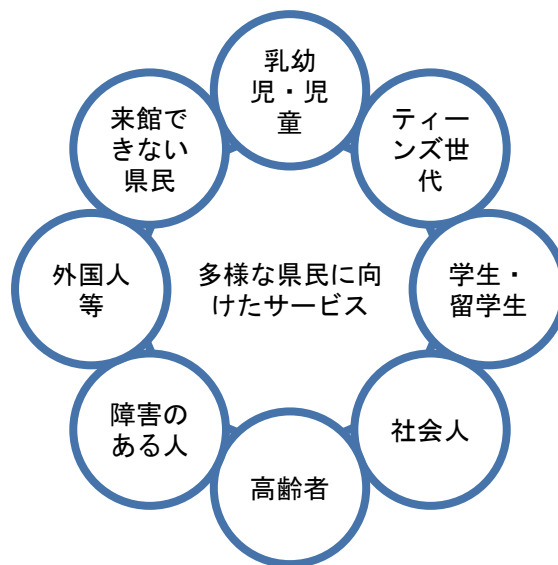 乳幼
児・児
童
ティー
ンズ世
代
学生・
留学生
社会人
高齢者
障害の
ある人
外国人
等
来館で
きない
県民
多様な県民に向
けたサービス